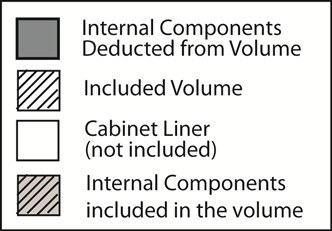 Internal Components
Deducted from Volume
Included Volume
Cabinet Liner
(not included)
Internal Components
included in the volume